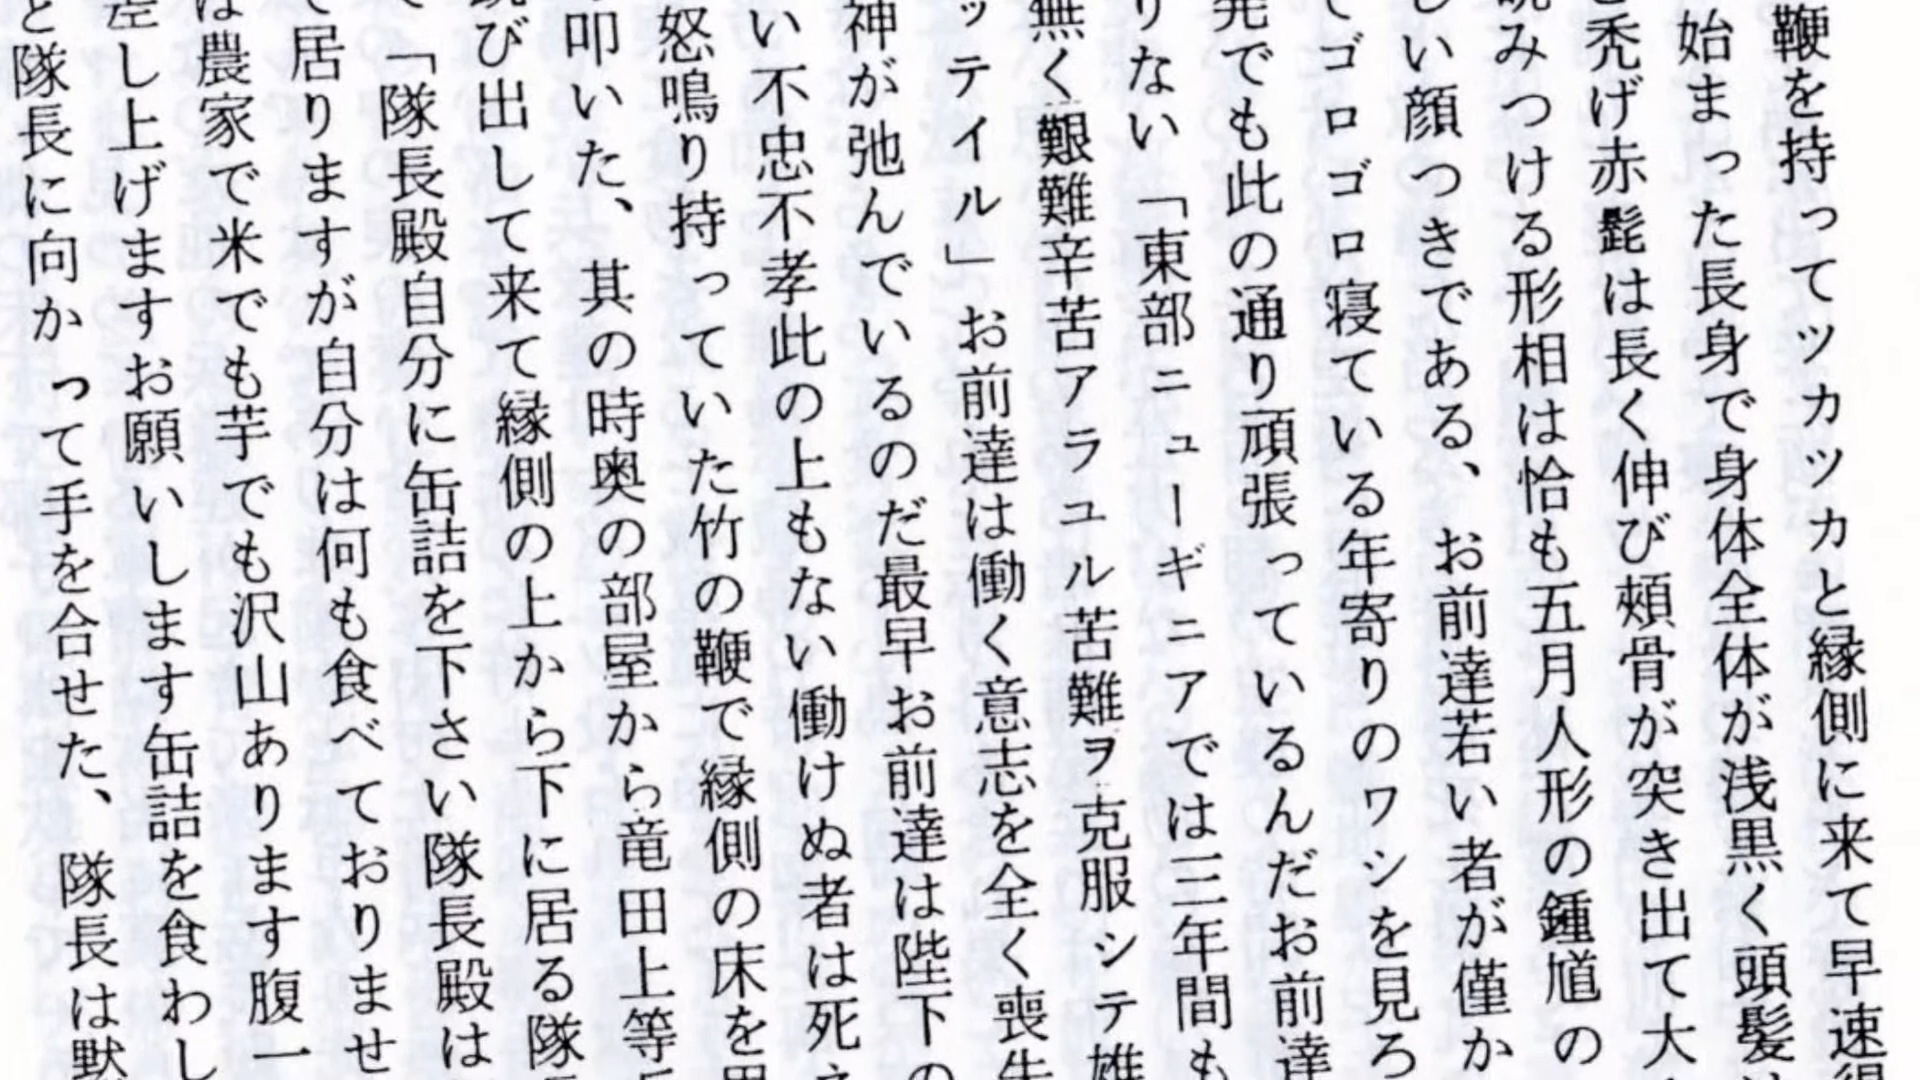 鞭を持ってツカツカと縁側に来て早速
始まった長身で身体全体が浅黒く頭髪
禿げ赤髭は長く伸び頬骨が突き出て大
みつける形相は恰も五月人形の鍾馗の
しい顔つきである、お前達若い者が僅か
てゴロゴロ寝ている年寄りのワシを見ろ
でも此の通り頑張っているんだお前達
りない「東部ニューギニアでは三年間も
無く艱難辛苦アラユル苦難ヲ克服シテ雄
ッテイル」お前達は働く意志を全く喪失
神が弛んでいるのだ最早お前達は陛下の
い不忠不孝此の上もない働けぬ者は死
怒鳴り持っていた竹の鞭で縁側の床を
叩いた、其の時奥の部屋から竜田上等
び出して来て縁側の上から下に居る隊
「隊長殿自分に缶詰を下さい隊長殿は
居りますが自分は何も食べておりませ
は農家で米でも芋でも沢山あります腹一
差し上げますお願いします缶詰を食わし
と隊長に向かって手を合せた、隊長は黙